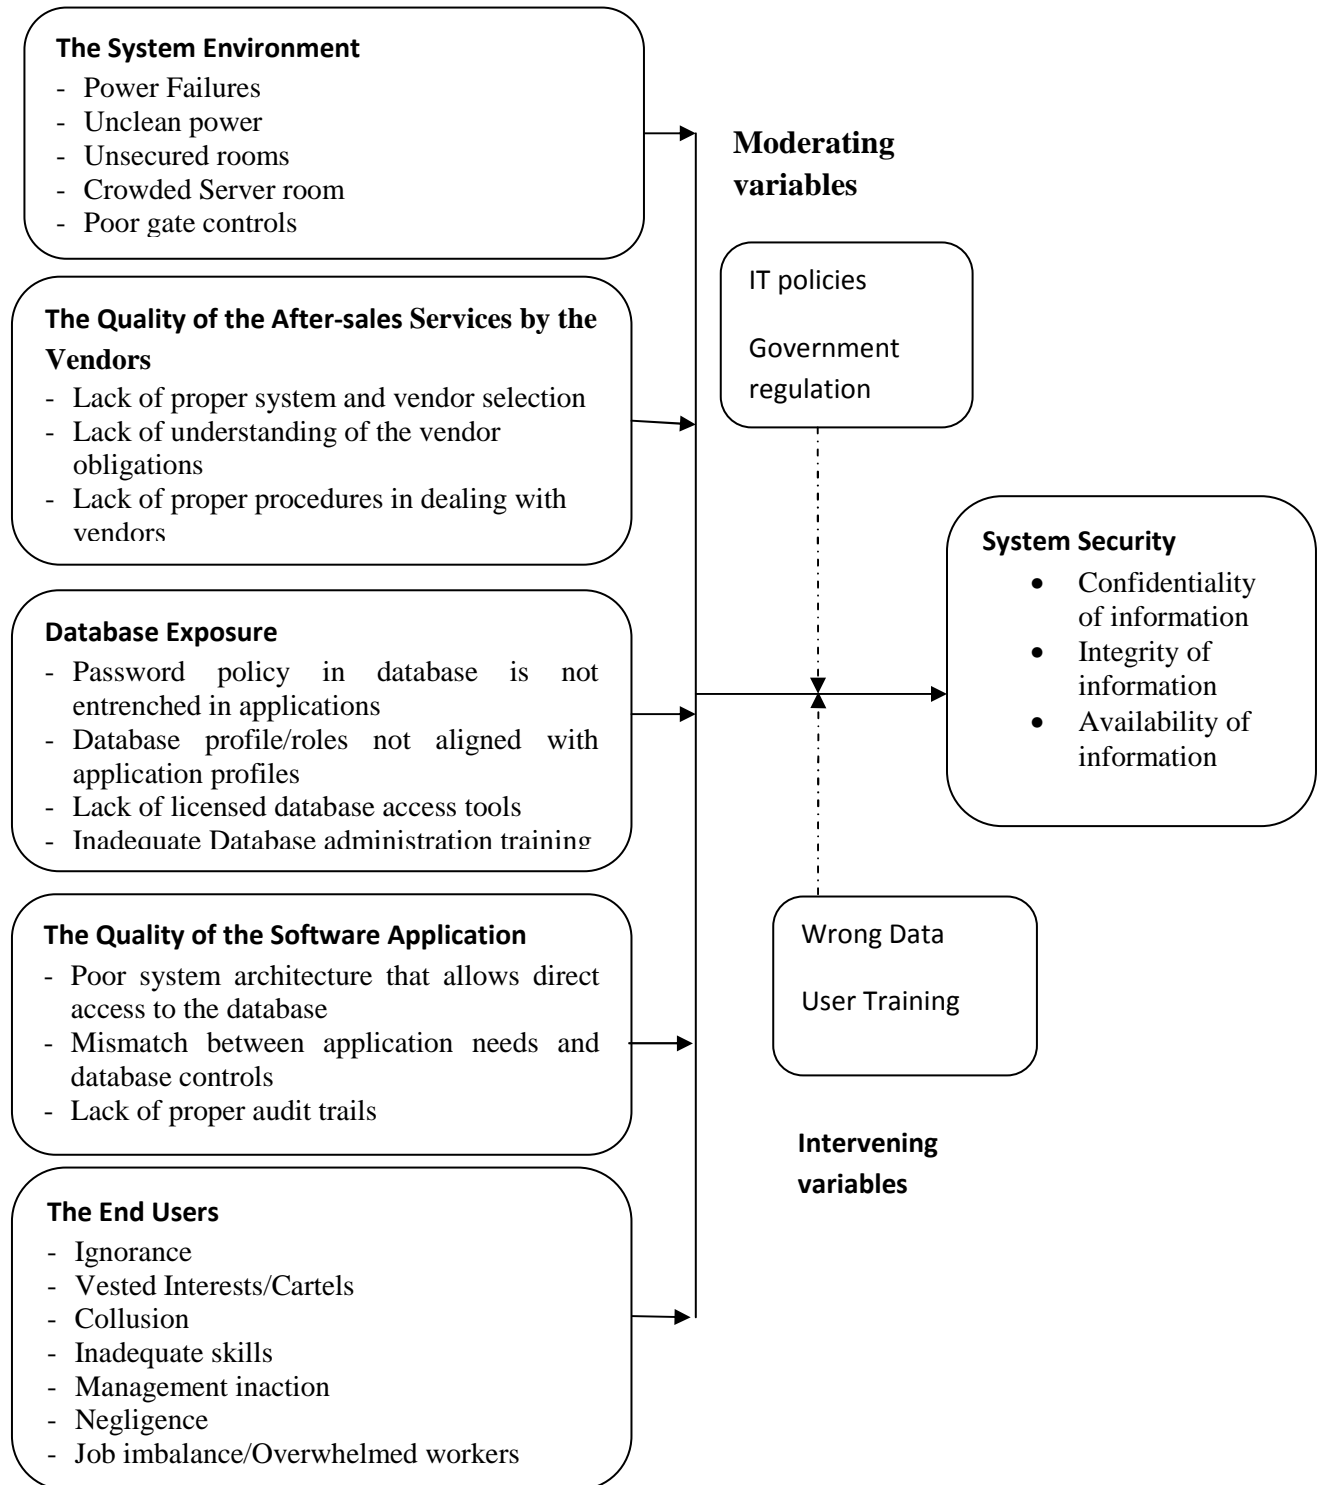 The System Environment
- Power Failures
- Unclean power
- Unsecured rooms
- Crowded Server room
- Poor gate controls
The Quality of the After-sales Services by the
Vendors
- Lack of proper system and vendor selection
- Lack of understanding of the vendor
obligations
- Lack of proper procedures in dealing with
vendors
Database Exposure
- Password policy in database is not
entrenched in applications
- Database profile/roles not aligned with
application profiles
- Lack of licensed database access tools
- Inadequate Database administration training
The Quality of the Software Application
- Poor system architecture that allows direct
access to the database
- Mismatch between application needs and
database controls
- Lack of proper audit trails
The End Users
- Ignorance
- Vested Interests/Cartels
- Collusion
- Inadequate skills
- Management inaction
- Negligence
- Job imbalance/Overwhelmed workers
Moderating
variables
IT policies
Government
regulation
Wrong Data
User Training
Intervening
variables
System Security
• Confidentiality
of information
• Integrity of
information
• Availability of
information